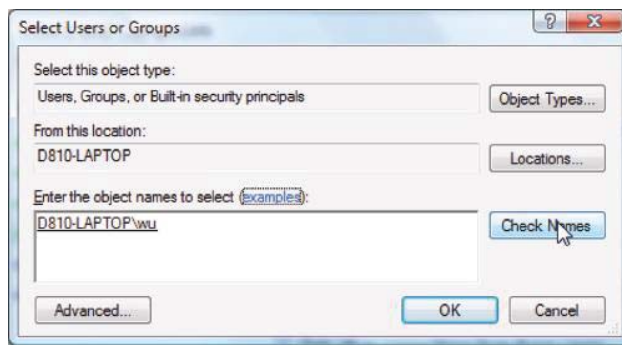 Select Users or Groups
Select this object type:
Users, Groups, or Built-in security principals
Object Types...
From this location:
D810-LAPTOP
Locations...
Enter the object names to select (examples):
D810-LAPTOP\wu
Check Names
Advanced...
OK
Cancel